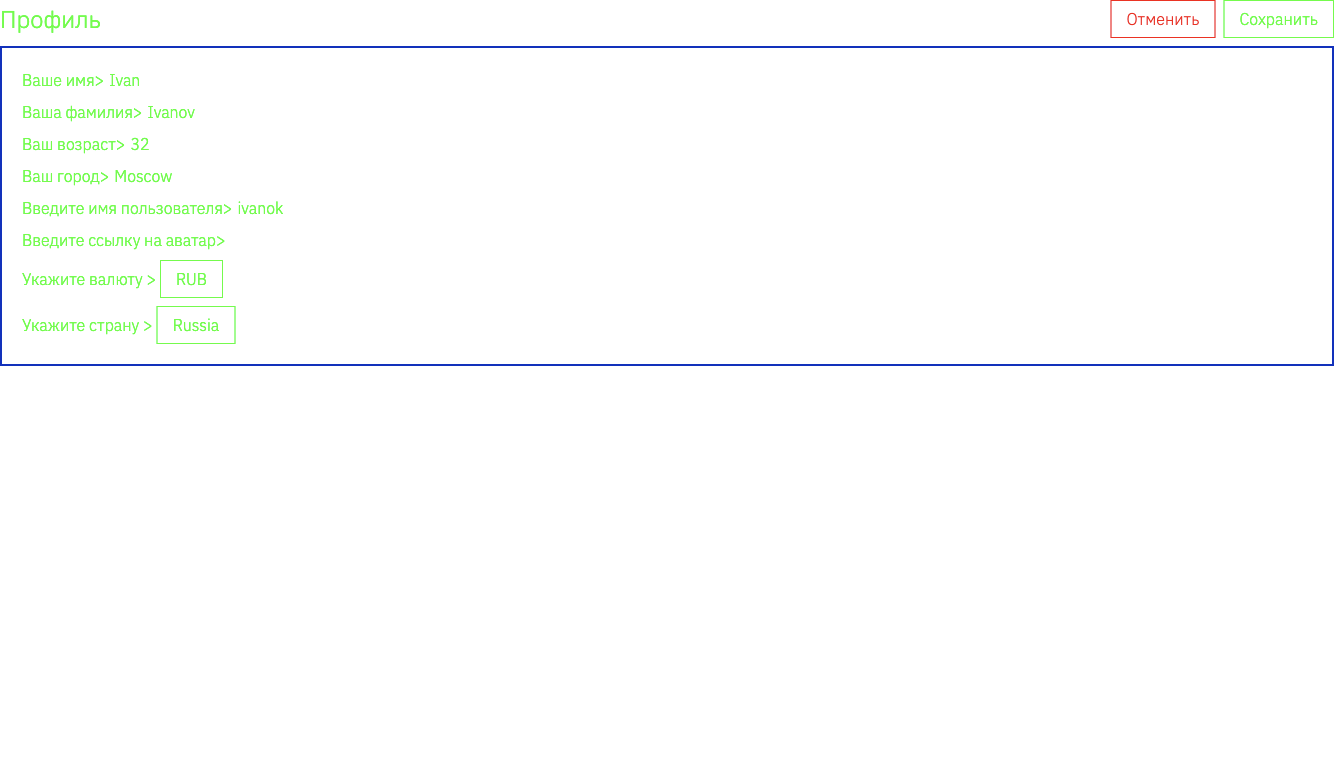 Профиль
Отменить
Сохранить
Ваше имя> Ivan
Ваша фамилия> Ivanov
Ваш возраст> 32
Ваш город> Moscow
Введите имя пользователя> ivanok
Введите ссылку на аватар>
Укажите валюту > RUB
Укажите страну > Russia